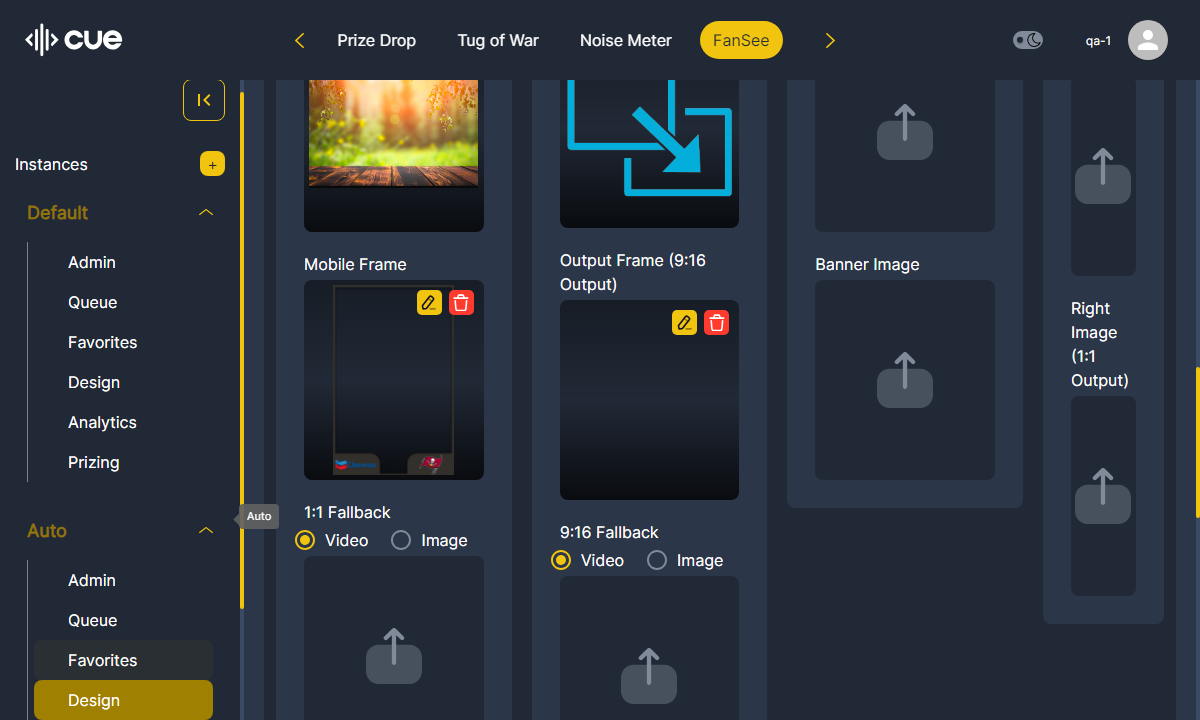 cue
Prize Drop
Tug of War
Noise Meter
FanSee
qa-1
Instances
+
Default
Admin
Queue
Favorites
Design
Analytics
Prizing
Auto
Auto
Admin
Queue
Favorites
Design
Mobile Frame
1:1 Fallback
Video
Image
Output Frame (9:16
Output)
9:16 Fallback
Video
Image
Banner Image
Right
Image
(1:1
Output)